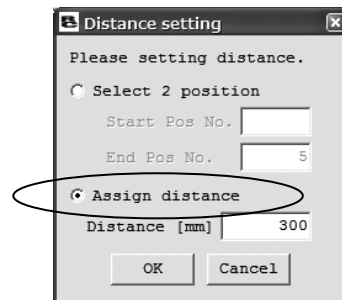 Distance setting
Please setting distance.
Select 2 position
Start Pos No.
End Pos No. 5
Assign distance
Distance [mm] 300
OK Cancel